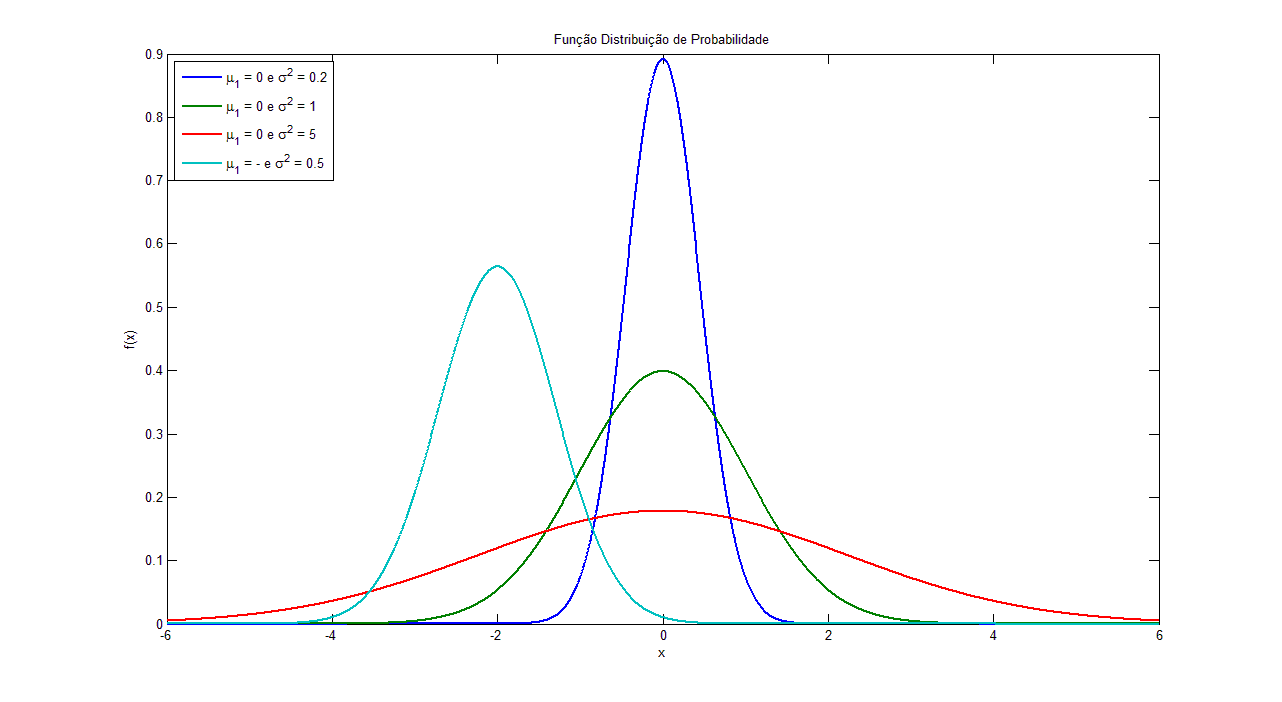 Função Distribuição de Probabilidade
μ1 = 0 e σ2 = 0.2
μ1 = 0 e σ2 = 1
μ1 = 0 e σ2 = 5
μ1 = - e σ2 = 0.5
0.9
0.8
0.7
0.6
0.5
0.4
0.3
0.2
0.1
0
f(x)
-6 -4 -2 0 2 4 6
x